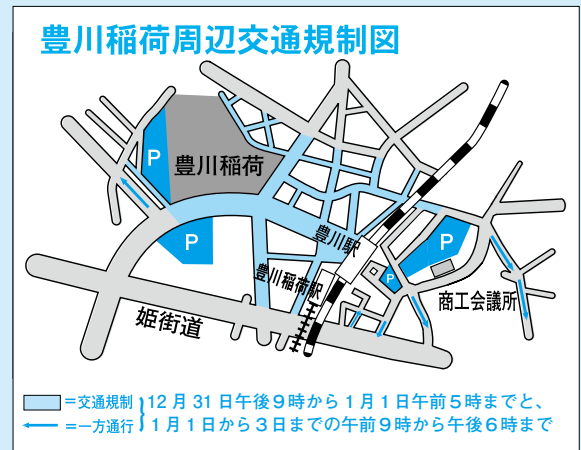 豊川稲荷周辺交通規制図
P
豊川稲荷
P
豊川駅
P
豊川稲荷駅
P
商工会議所
姫街道
=交通規制
=一方通行
12月31日午後9時から1月1日午前5時までと、
1月1日から3日までの午前9時から午後6時まで